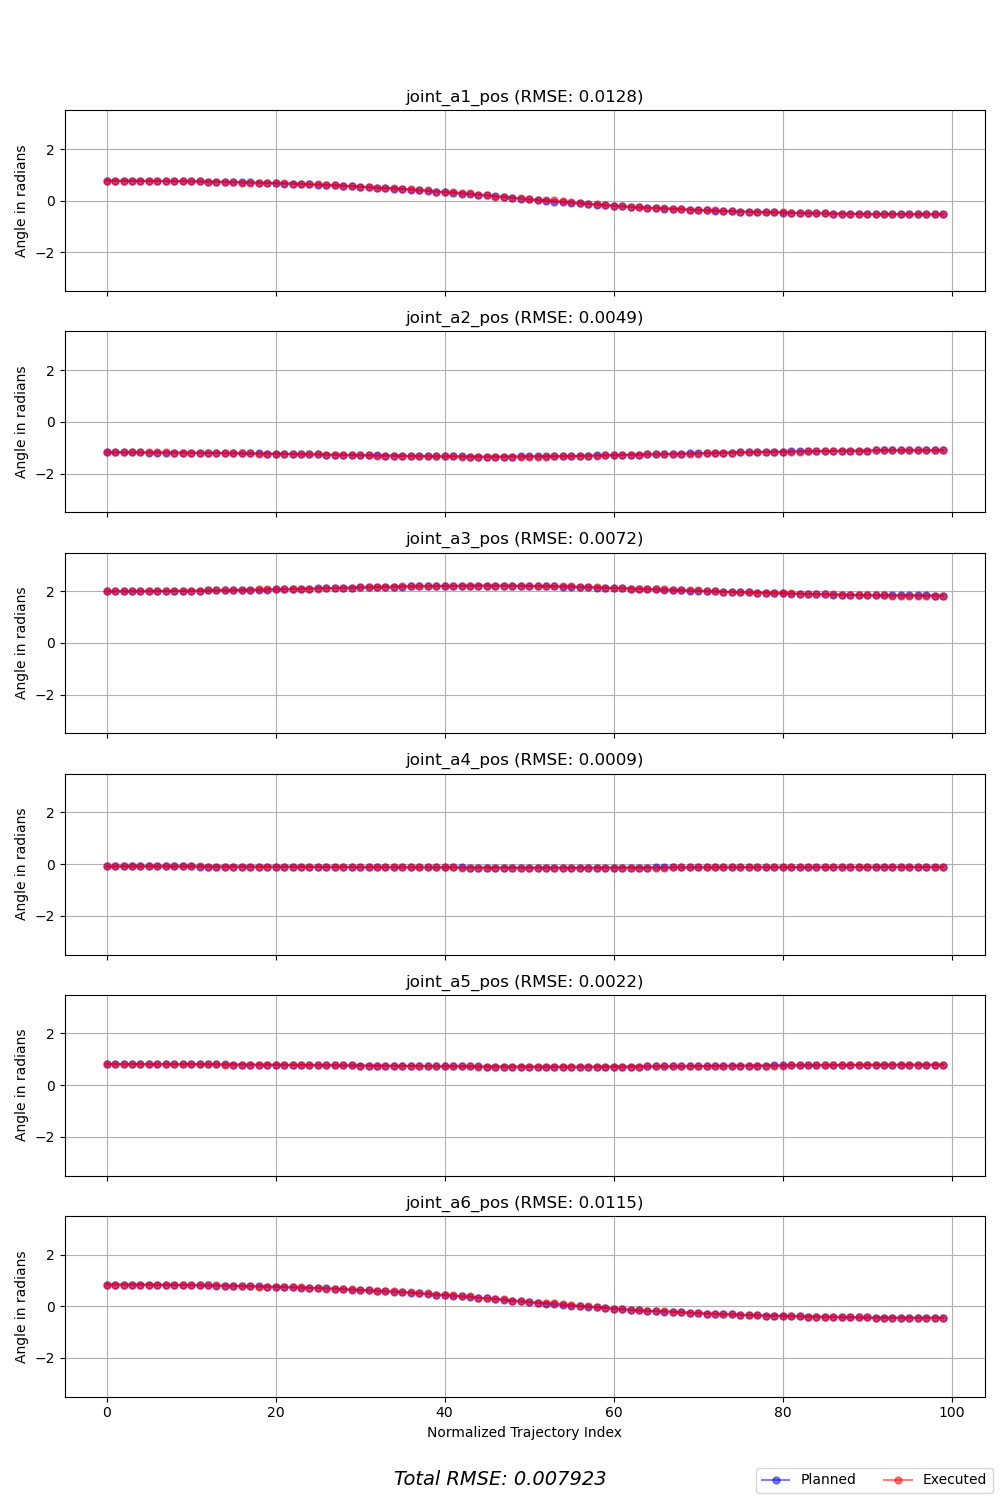 joint_a1_pos (RMSE: 0.0128)
Angle in radians
2
0
−2
joint_a2_pos (RMSE: 0.0049)
Angle in radians
2
0
−2
joint_a3_pos (RMSE: 0.0072)
Angle in radians
2
0
−2
joint_a4_pos (RMSE: 0.0009)
Angle in radians
2
0
−2
joint_a5_pos (RMSE: 0.0022)
Angle in radians
2
0
−2
joint_a6_pos (RMSE: 0.0115)
Angle in radians
2
0
−2
0 20 40 60 80 100
Normalized Trajectory Index
Total RMSE: 0.007923
Planned Executed